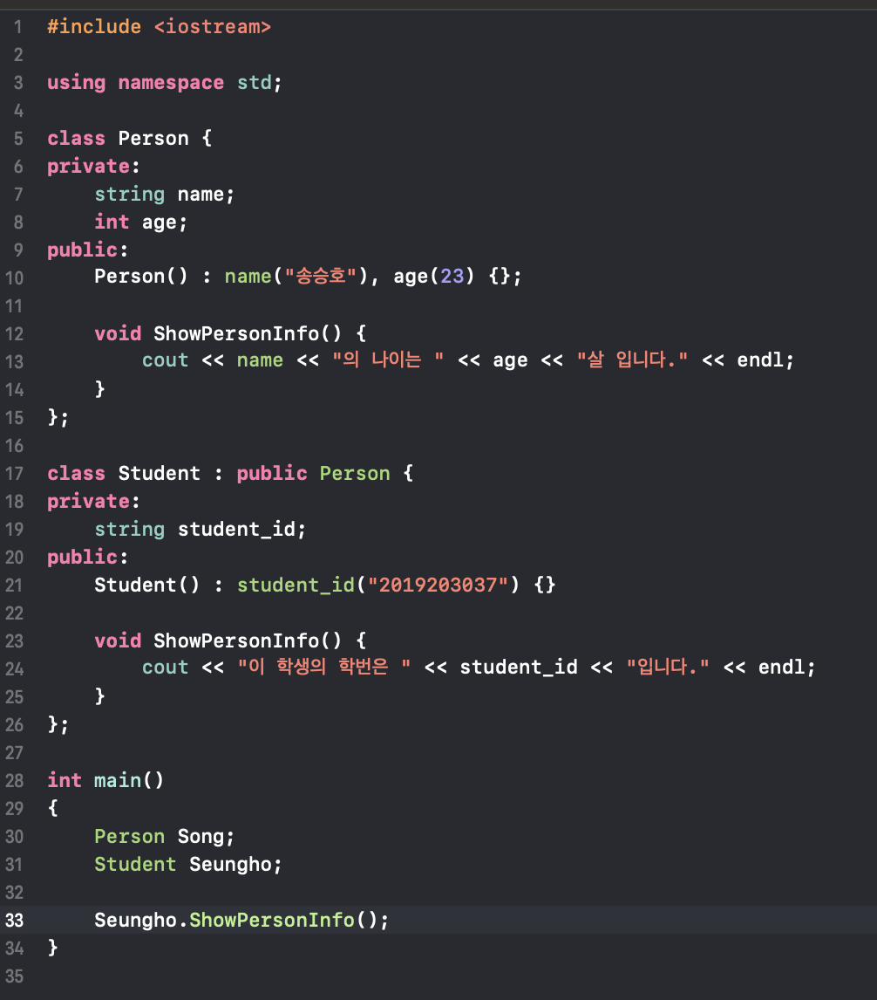 1 #include <iostream>
2
3 using namespace std;
4
5 class Person {
6 private:
7     string name;
8     int age;
9 public:
10     Person() : name("송승호"), age(23) {};
11
12     void ShowPersonInfo() {
13         cout << name << "의 나이는 " << age << "살 입니다." << endl;
14     }
15 };
16
17 class Student : public Person {
18 private:
19     string student_id;
20 public:
21     Student() : student_id("2019203037") {}
22
23     void ShowPersonInfo() {
24         cout << "이 학생의 학번은 " << student_id << "입니다." << endl;
25     }
26 };
27
28 int main()
29 {
30     Person Song;
31     Student Seungho;
32
33     Seungho.ShowPersonInfo();
34 }
35